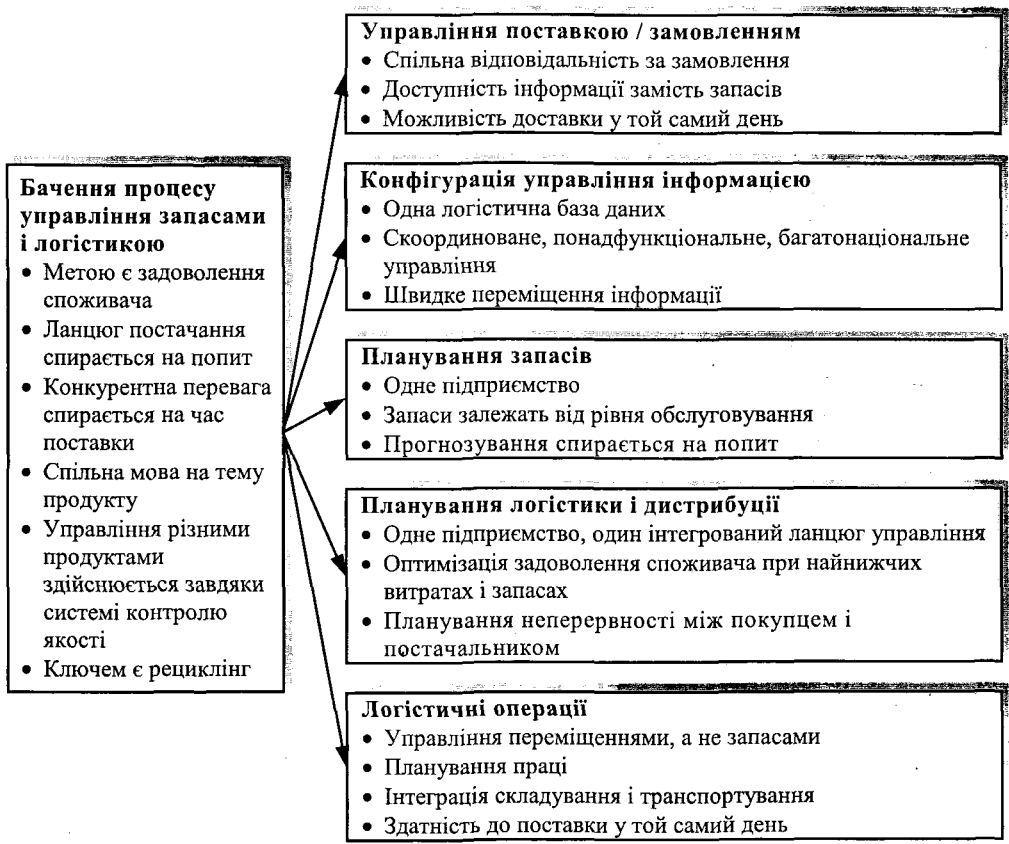 Бачення процесу
управління запасами
і логістикою
• Метою є задоволення
споживача
• Ланцюг постачання
спирається на попит
• Конкурентна перевага
спирається на час
поставки
• Спільна мова на тему
продукту
• Управління різними
продуктами
здійснюється завдяки
системі контролю
якості
• Ключем є рециклінг
Управління поставкою / замовленням
• Спільна відповідальність за замовлення
• Доступність інформації замість запасів
• Можливість доставки у той самий день
Конфігурація управління інформацією
• Одна логістична база даних
• Скоординоване, понадфункціональне, багатонаціональне
управління
• Швидке переміщення інформації
Планування запасів
• Одне підприємство
• Запаси залежать від рівня обслуговування
• Прогнозування спирається на попит
Планування логістики і дистрибуції
• Одне підприємство, один інтегрований ланцюг управління
• Оптимізація задоволення споживача при найнижчих
витратах і запасах
• Планування неперервності між покупцем і
постачальником
Логістичні операції
• Управління переміщеннями, а не запасами
• Планування праці
• Інтеграція складування і транспортування
• Здатність до поставки у той самий день